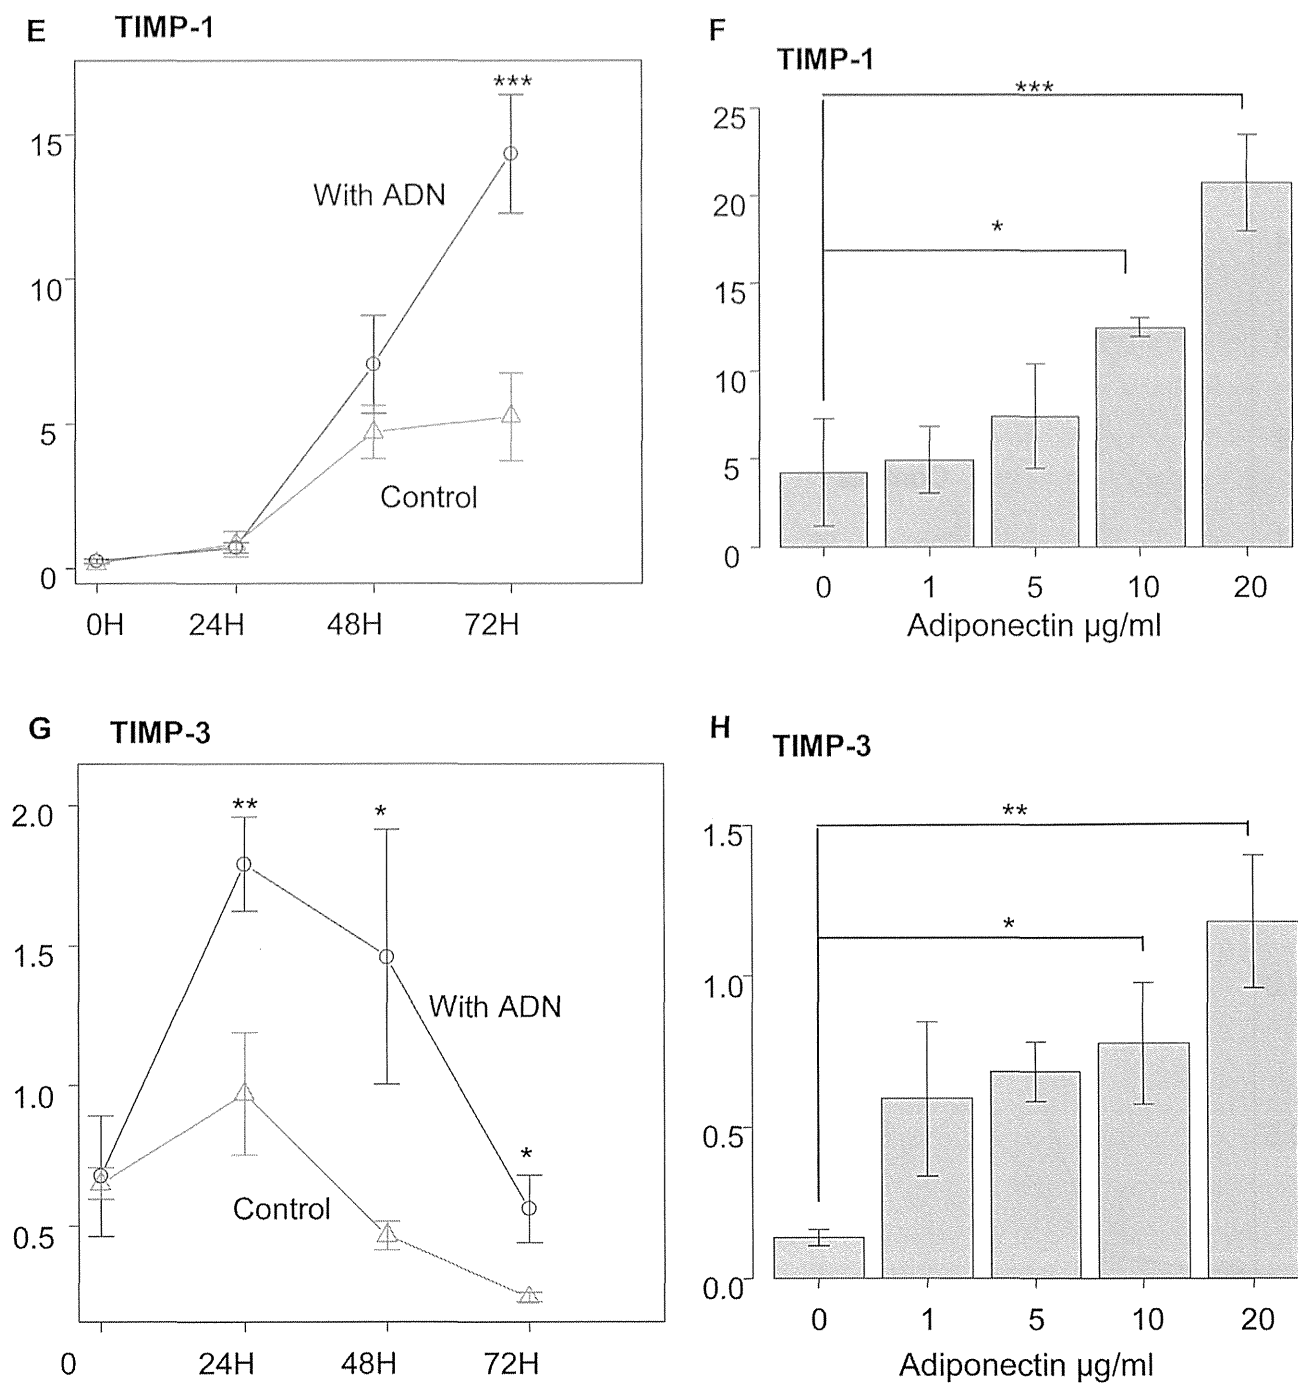 E TIMP-1
***
15
With ADN
10
5
Control
0
0H 24H 48H 72H
F
TIMP-1
***
25
20
*
15
10
5
0
0 1 5 10 20
Adiponectin µg/ml
G TIMP-3
2.0
** *
1.5
With ADN
1.0
*
Control
0.5
0 24H 48H 72H
H
TIMP-3
**
1.5
*
1.0
0.5
0.0
0 1 5 10 20
Adiponectin µg/ml